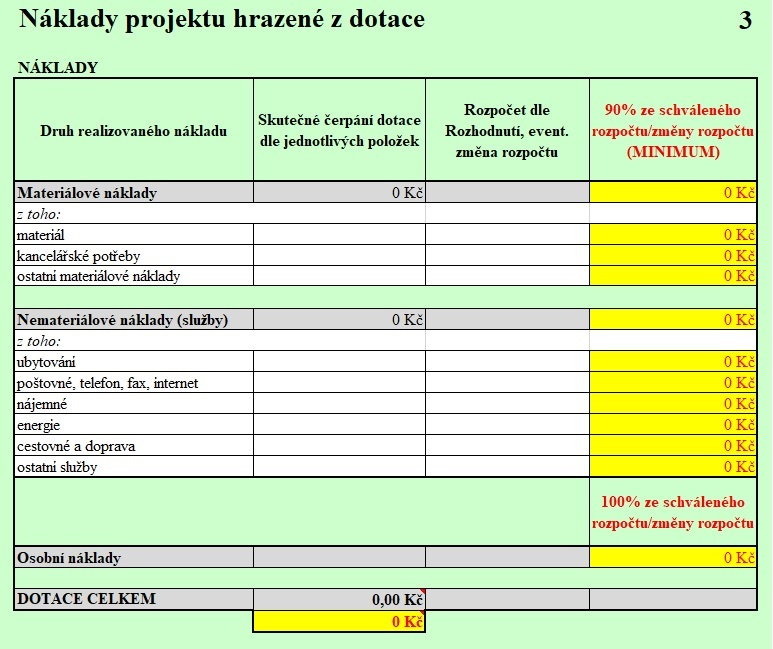 Náklady projektu hrazené z dotace 3
NÁKLADY
Druh realizovaného nákladu
Skutečné čerpání dotace
dle jednotlivých položek
Rozpočet dle
Rozhodnutí, event.
změna rozpočtu
90% ze schváleného
rozpočtu/změny rozpočtu
(MINIMUM)
Materiálové náklady 0 Kč 0 Kč
z toho:
materiál 0 Kč
kancelářské potřeby 0 Kč
ostatní materiálové náklady 0 Kč
Nemateriálové náklady (služby) 0 Kč 0 Kč
z toho:
ubytování 0 Kč
poštovné, telefon, fax, internet 0 Kč
nájemné 0 Kč
energie 0 Kč
cestovné a doprava 0 Kč
ostatní služby 0 Kč
100% ze schváleného
rozpočtu/změny rozpočtu
Osobní náklady 0 Kč
DOTACE CELKEM 0,00 Kč
0 Kč